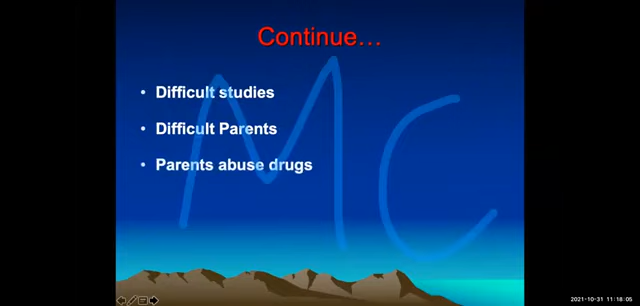 Continue...
• Difficult studies
• Difficult Parents
• Parents abuse drugs
MC
2021-10-31 11:18:05